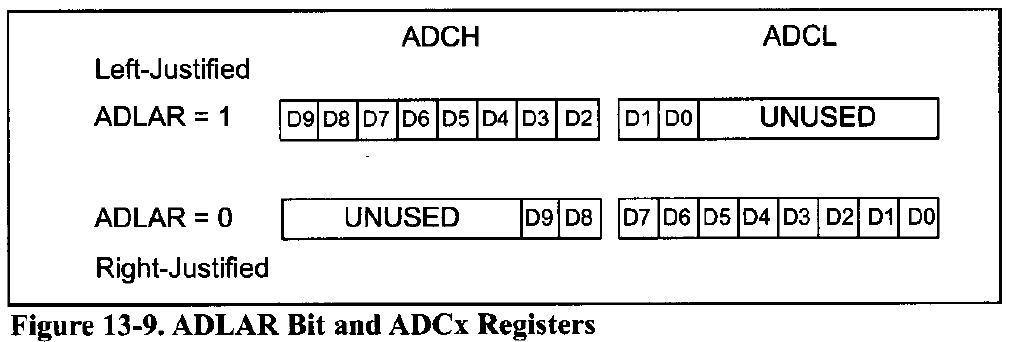 ADCH ADCL
Left-Justified
ADLAR = 1 D9 D8 D7 D6 D5 D4 D3 D2 D1 D0 UNUSED
ADLAR = 0 UNUSED D9 D8 D7 D6 D5 D4 D3 D2 D1 D0
Right-Justified
Figure 13-9. ADLAR Bit and ADCx Registers